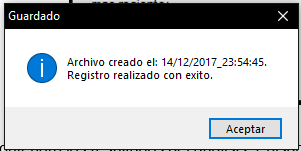 Guardado
Archivo creado el: 14/12/2017_23:54:45.
Registro realizado con exito.
Aceptar